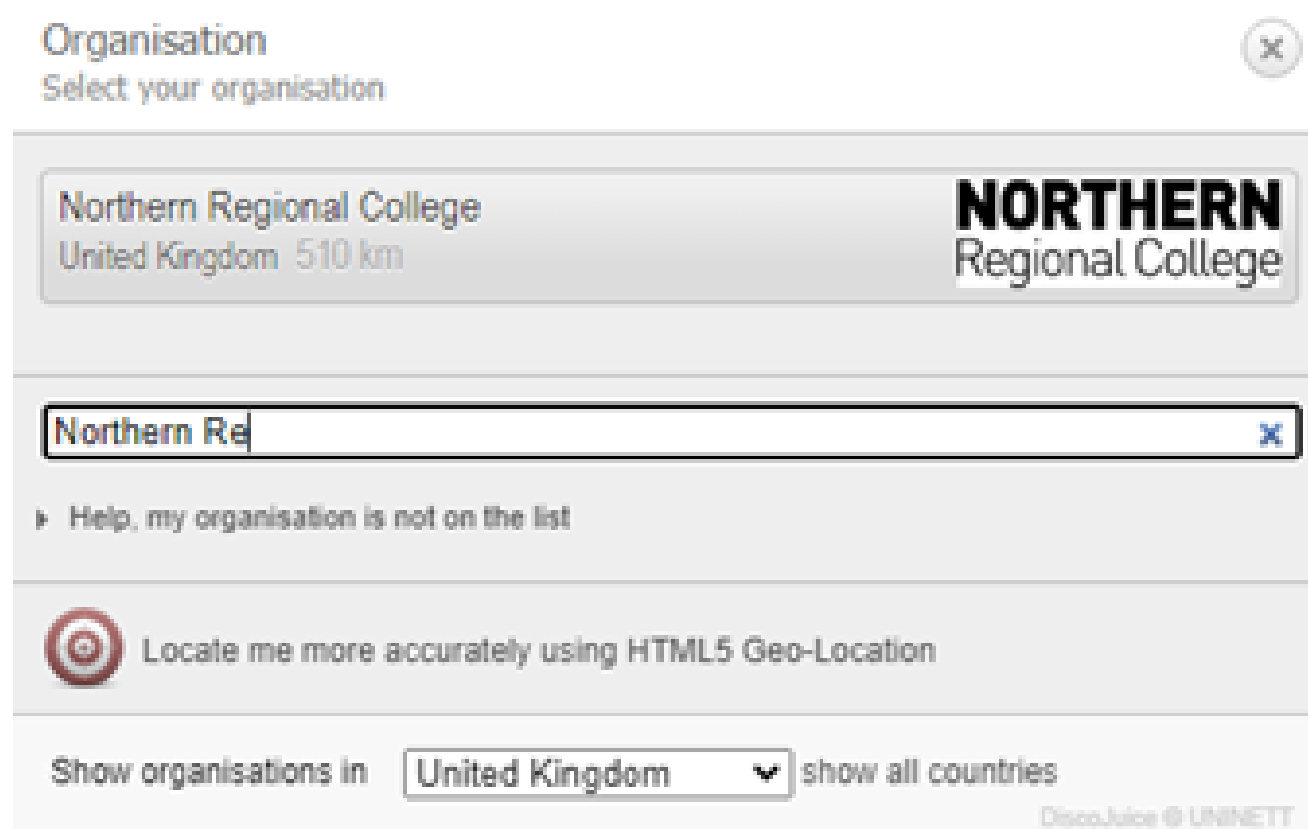 Organisation
Select your organisation
Northern Regional College
United Kingdom 510 km
NORTHERN
Regional College
Northern Re
Help, my organisation is not on the list
Locate me more accurately using HTML5 Geo-Location
Show organisations in United Kingdom show all countries
DiscoJuice © UNINETT